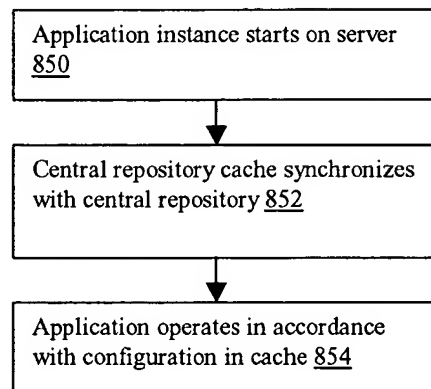 Application instance starts on server
850
Central repository cache synchronizes
with central repository 852
Application operates in accordance
with configuration in cache 854